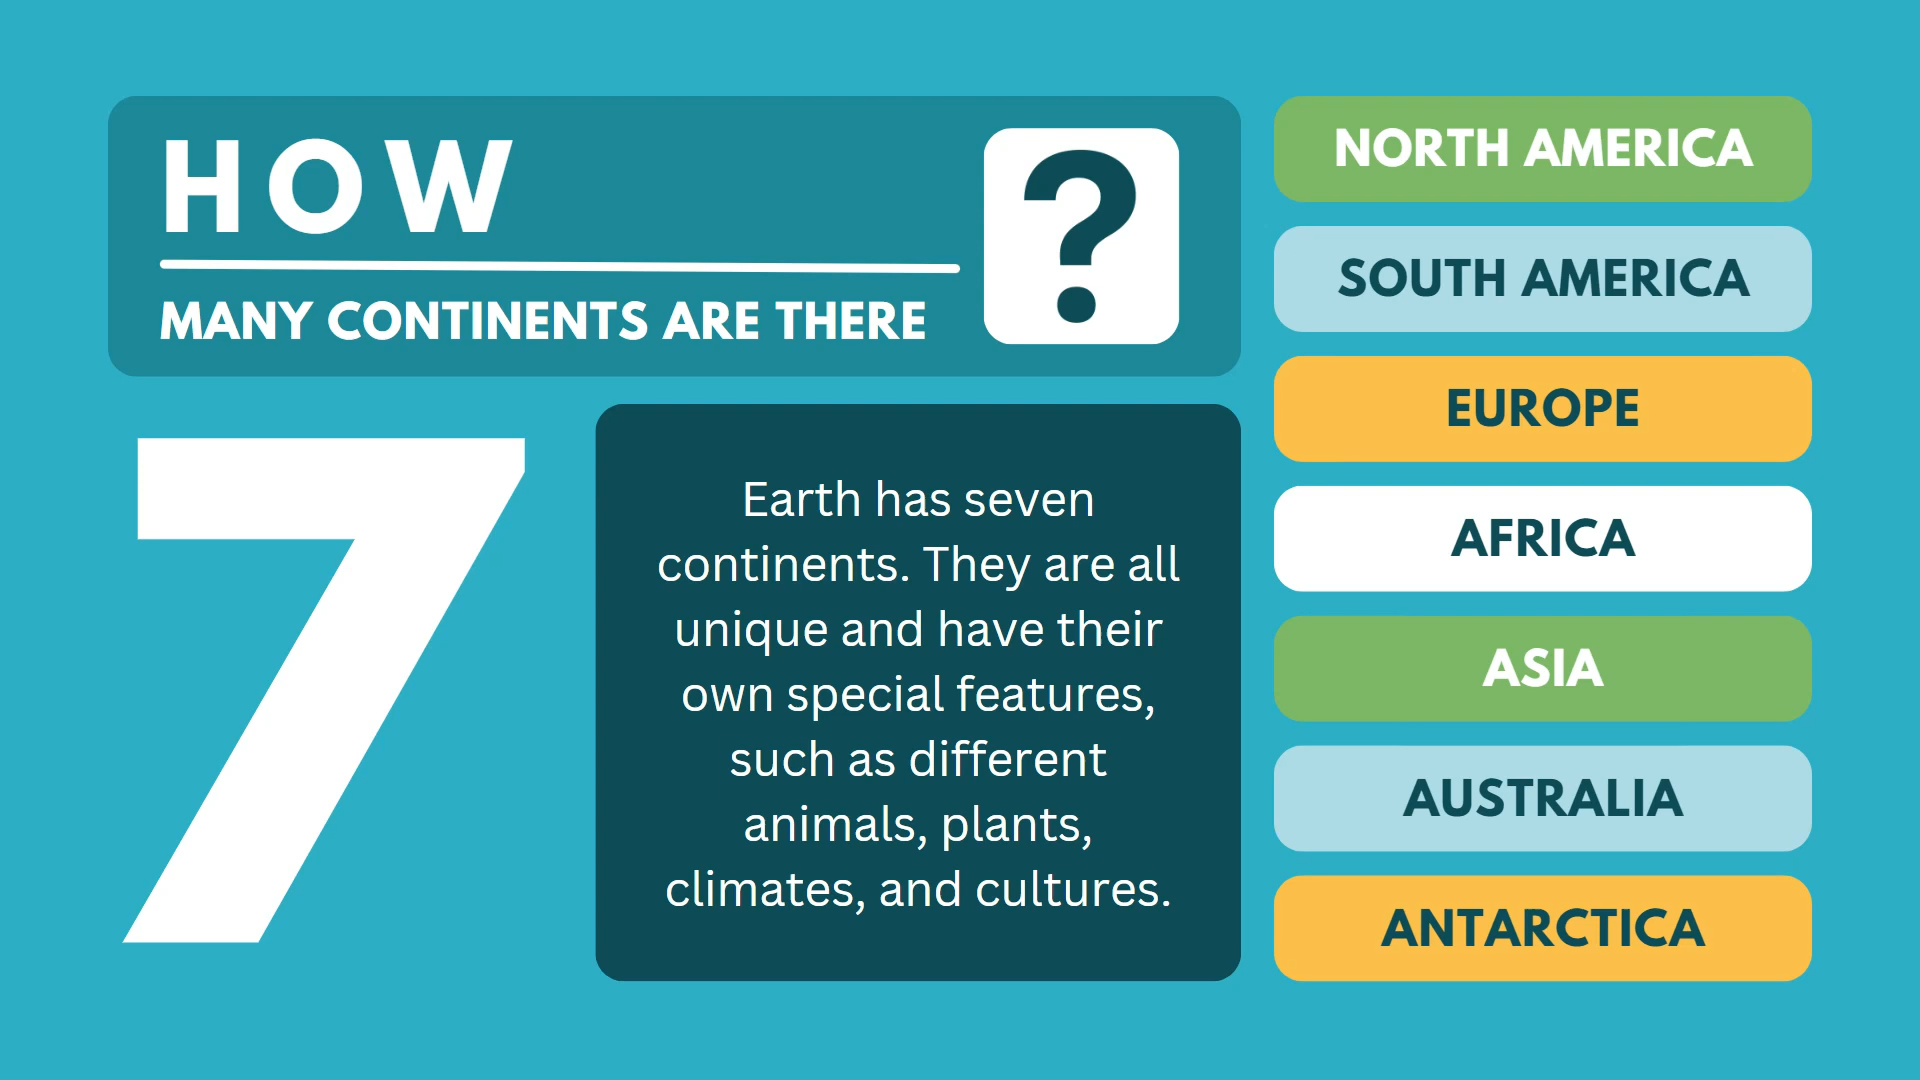 HOW
MANY CONTINENTS ARE THERE
?
7
Earth has seven
continents. They are all
unique and have their
own special features,
such as different
animals, plants,
climates, and cultures.
NORTH AMERICA
SOUTH AMERICA
EUROPE
AFRICA
ASIA
AUSTRALIA
ANTARCTICA